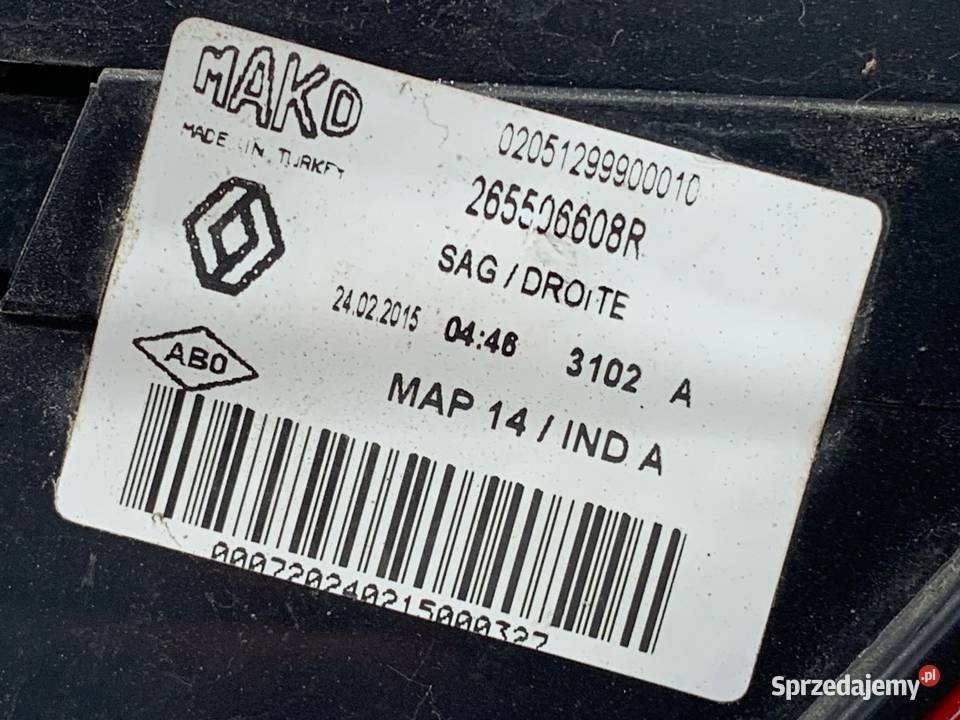 MAKO
MADE IN TURKEY
02051299900010
265506608R
SAG / DROITE
24.02.2015 04:46 3102 A
ABO
MAP 14 / IND A
000720240215000327
Sprzedajemy.pl